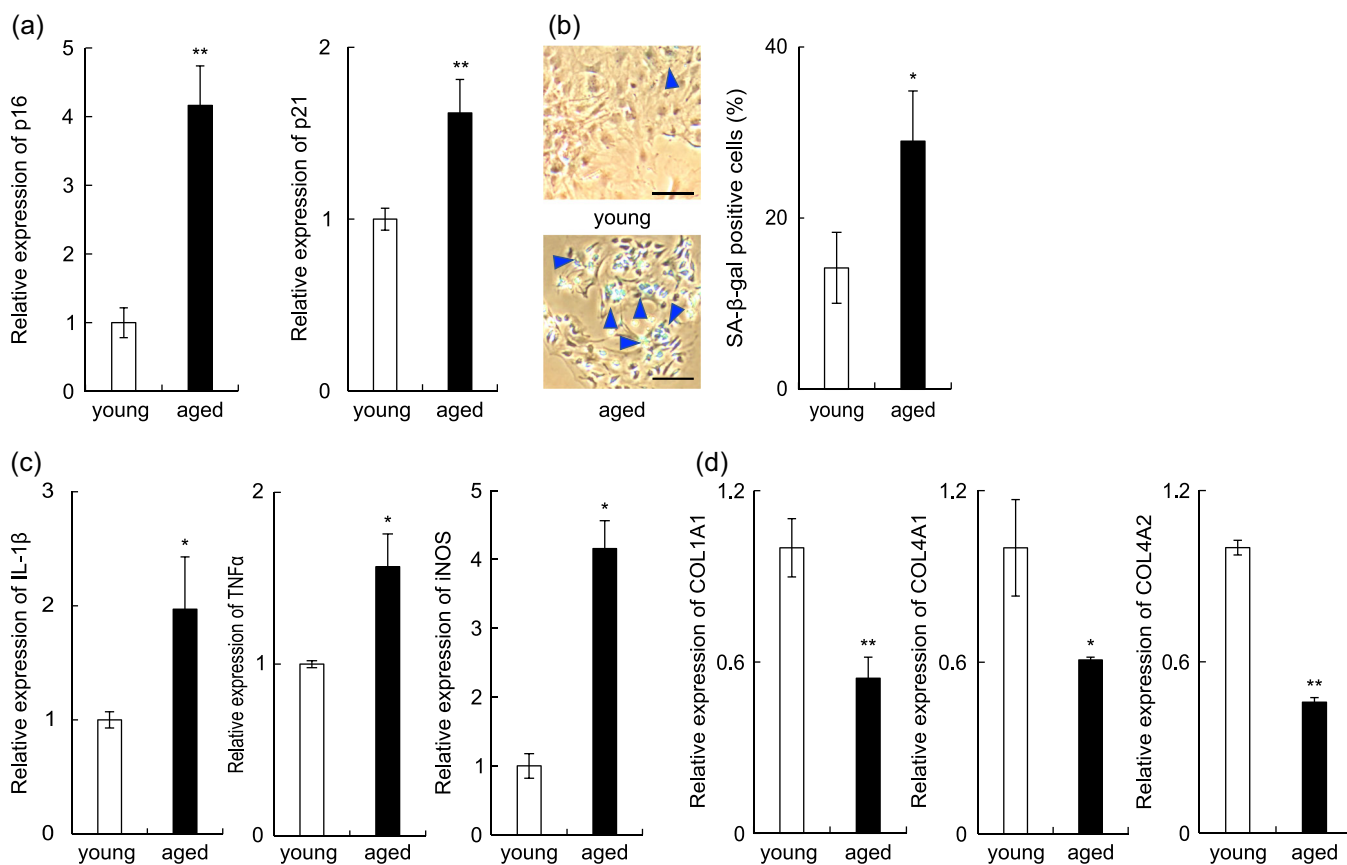 (a)
Relative expression of p16
5
4
3
2
1
0
**
young aged
Relative expression of p21
2
1
0
**
young aged
(b)
young
aged
SA-β-gal positive cells (%)
40
20
0
*
young aged
(c)
Relative expression of IL-1β
3
2
1
0
*
young aged
Relative expression of TNFα
2
1
0
*
young aged
Relative expression of iNOS
5
4
3
2
1
0
*
young aged
(d)
Relative expression of COL1A1
1.2
0.6
0
**
young aged
Relative expression of COL4A1
1.2
0.6
0
*
young aged
Relative expression of COL4A2
1.2
0.6
0
**
young aged